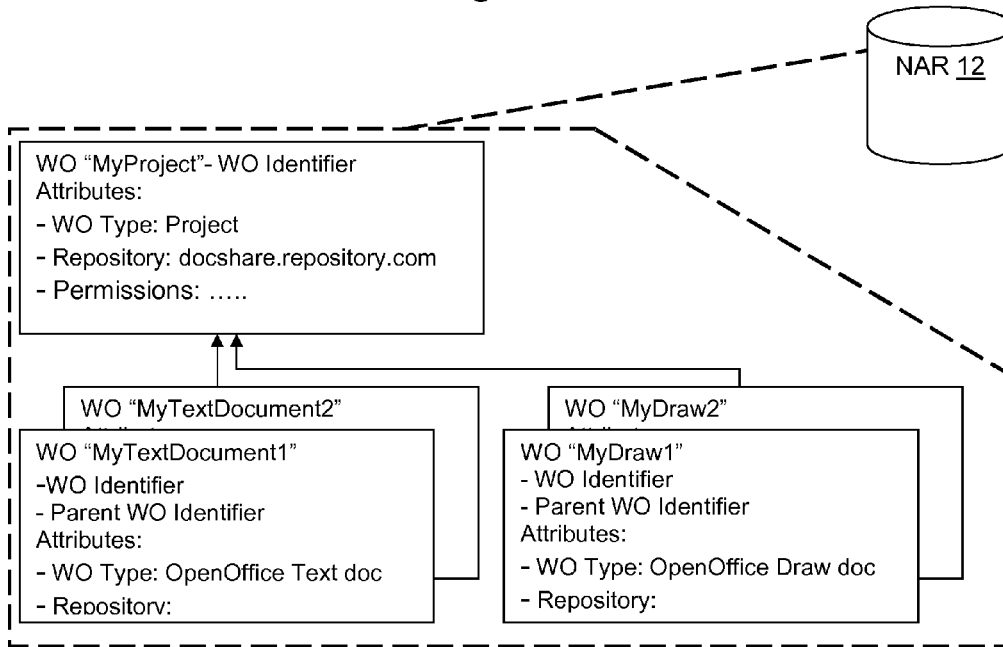 NAR 12
WO “MyProject”- WO Identifier
Attributes:
- WO Type: Project
- Repository: docshare.repository.com
- Permissions: …..
WO “MyTextDocument2”
WO “MyTextDocument1”
-WO Identifier
- Parent WO Identifier
Attributes:
- WO Type: OpenOffice Text doc
- Repository:
WO “MyDraw2”
WO “MyDraw1”
- WO Identifier
- Parent WO Identifier
Attributes:
- WO Type: OpenOffice Draw doc
- Repository: